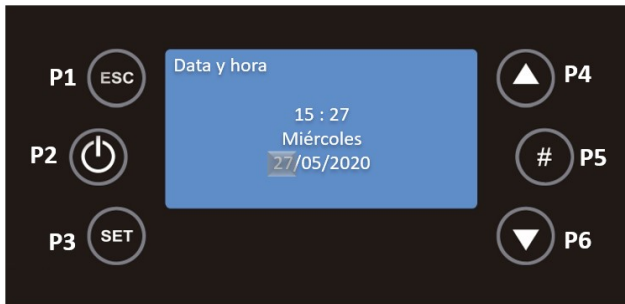 P1 ESC
P2
P3 SET
Data y hora
15 : 27
Miércoles
27/05/2020
P4
# P5
P6